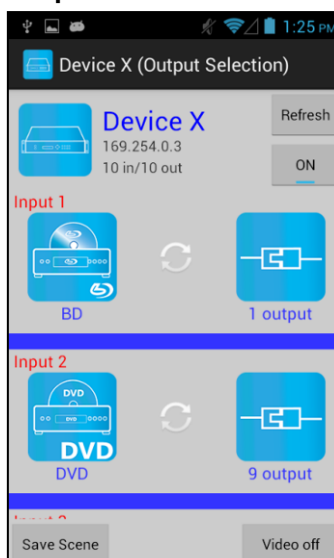 1:25 PM
Device X (Output Selection)
Device X
Refresh
169.254.0.3
10 in/10 out
ON
Input 1
BD
1 output
Input 2
DVD
DVD
DVD
9 output
Save Scene
Video off